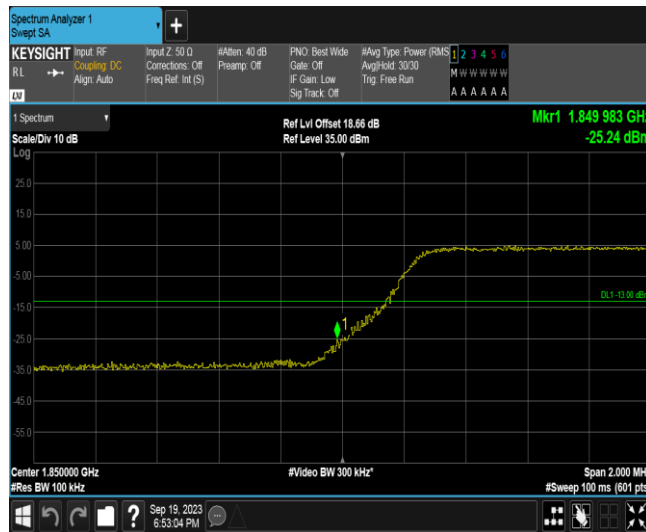 Spectrum Analyzer 1
Swept SA
+
KEYSIGHT
RL
LXI
Input: RF
Coupling: DC
Align: Auto
Input Z: 50 Ω
Corrections: Off
Freq Ref: Int (S)
#Atten: 40 dB
Preamp: Off
PNO: Best Wide
Gate: Off
IF Gain: Low
Sig Track: Off
#Avg Type: Power (RMS
Avg|Hold: 30/30
Trig: Free Run
1 2 3 4 5 6
M W W W W W
A A A A A A
1 Spectrum
Scale/Div 10 dB
Log
Ref Lvl Offset 18.66 dB
Ref Level 35.00 dBm
Mkr1 1.849 983 GHz
-25.24 dBm
25.0
15.0
5.00
-5.00
-15.0
-25.0
-35.0
-45.0
-55.0
1
DL1 -13.00 dBm
Center 1.850000 GHz
#Res BW 100 kHz
#Video BW 300 kHz*
Span 2.000 MH
#Sweep 100 ms (601 pts
?
Sep 19, 2023
6:53:04 PM